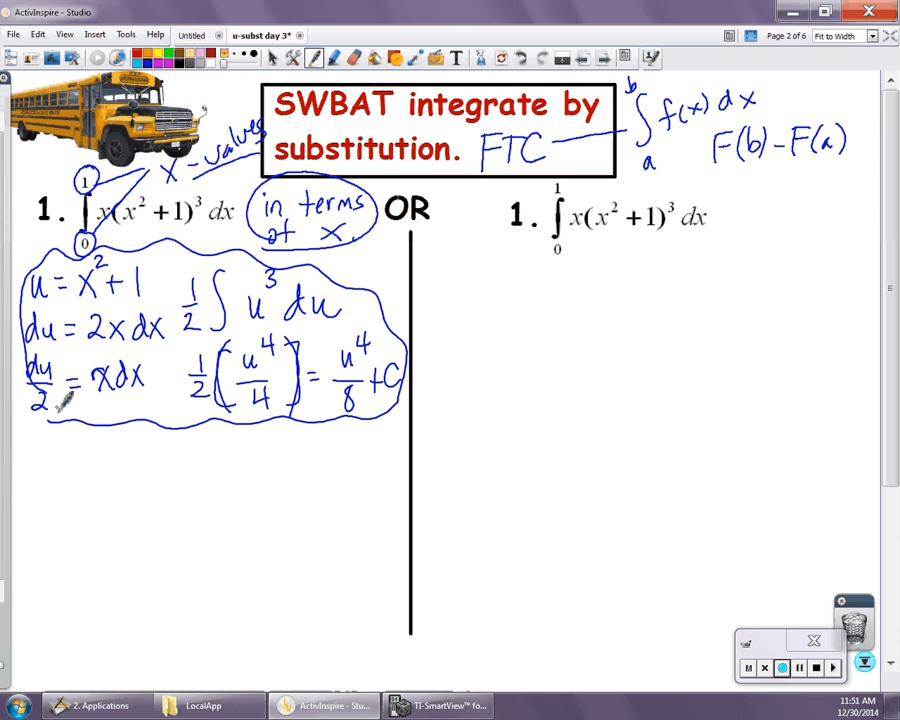 ActivInspire - Studio
File Edit View Insert Tools Help
Untitled
u-subst day 3*
Page 2 of 6
Fit to Width
SWBAT integrate by
substitution. FTC
∫_a^b f(x) dx
F(b) - F(a)
x-values
1. ∫_0^1 x(x² + 1)³ dx
in terms
of x.
OR
1. ∫_0^1 x(x² + 1)³ dx
u = x² + 1
du = 2x dx
du/2 = x dx
1/2 ∫ u³ du
1/2 (u⁴/4) = u⁴/8 + C
M
2. Applications
LocalApp
ActivInspire - Stu...
TI-SmartView™ fo...
11:51 AM
12/30/2014